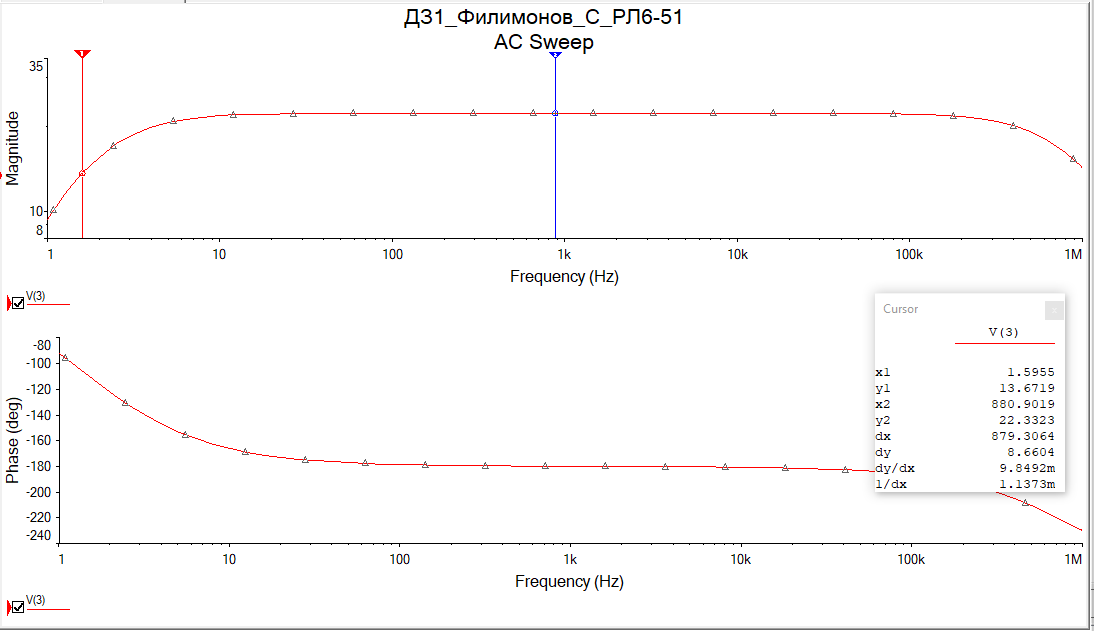 ДЗ1_Филимонов_С_РЛ6-51
AC Sweep
1
2
35
10
8
Magnitude
1 10 100 1k 10k 100k 1M
Frequency (Hz)
V(3)
Cursor
x
V(3)
x1 1.5955
y1 13.6719
x2 880.9019
y2 22.3323
dx 879.3064
dy 8.6604
dy/dx 9.8492m
1/dx 1.1373m
-80
-100
-120
-140
-160
-180
-200
-220
-240
Phase (deg)
1 10 100 1k 10k 100k 1M
Frequency (Hz)
V(3)